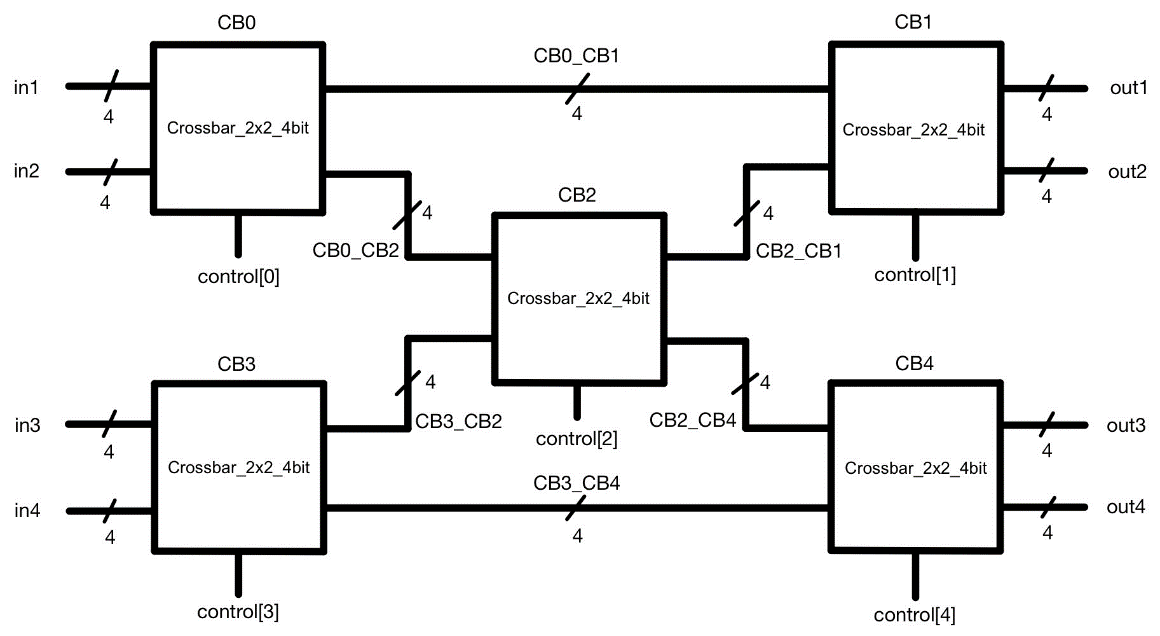 CB0
CB1
CB0_CB1
in1
4
4
4
out1
Crossbar_2x2_4bit
Crossbar_2x2_4bit
in2
4
4
out2
CB2
4
4
CB0_CB2
CB2_CB1
control[0]
control[1]
Crossbar_2x2_4bit
CB3
CB4
4
4
CB3_CB2
CB2_CB4
in3
4
control[2]
4
out3
Crossbar_2x2_4bit
Crossbar_2x2_4bit
CB3_CB4
in4
4
4
4
out4
control[3]
control[4]